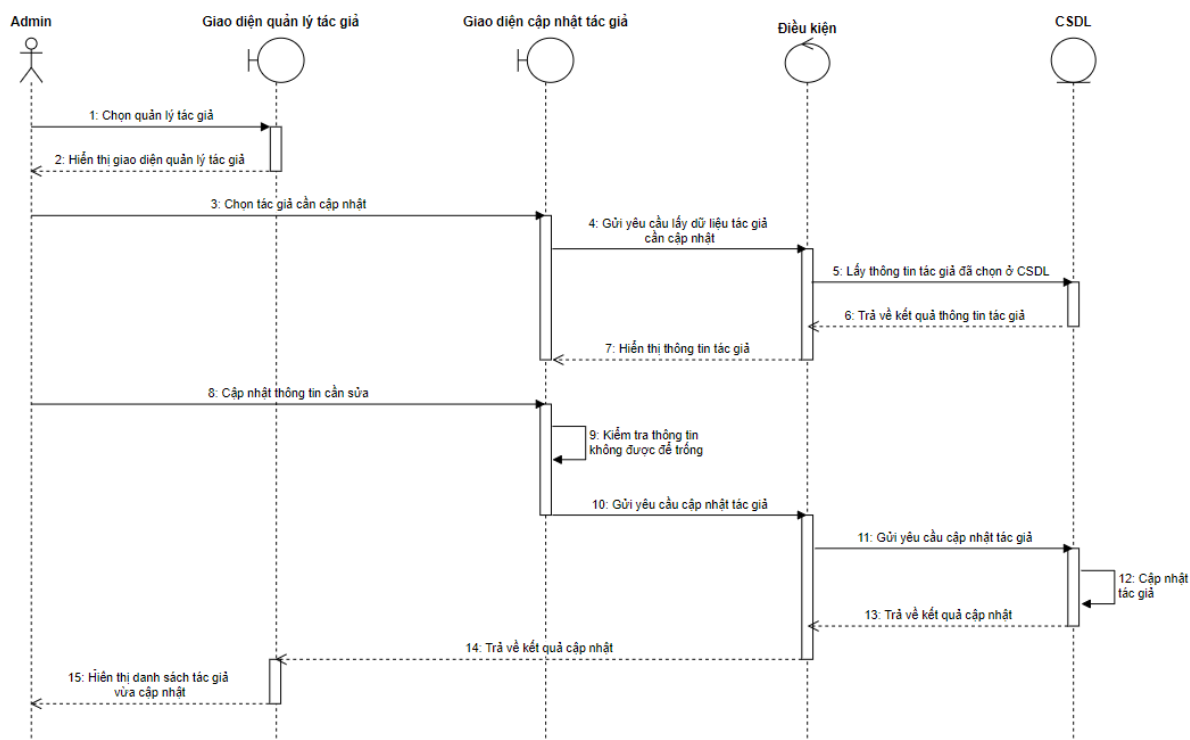 Admin
Giao diện quản lý tác giả
Giao diện cập nhật tác giả
Điều kiện
CSDL
1: Chọn quản lý tác giả
2: Hiển thị giao diện quản lý tác giả
3: Chọn tác giả cần cập nhật
4: Gửi yêu cầu lấy dữ liệu tác giả
cần cập nhật
5: Lấy thông tin tác giả đã chọn ở CSDL
6: Trả về kết quả thông tin tác giả
7: Hiển thị thông tin tác giả
8: Cập nhật thông tin cần sửa
9: Kiểm tra thông tin
không được để trống
10: Gửi yêu cầu cập nhật tác giả
11: Gửi yêu cầu cập nhật tác giả
12: Cập nhật
tác giả
13: Trả về kết quả cập nhật
14: Trả về kết quả cập nhật
15: Hiển thị danh sách tác giả
vừa cập nhật